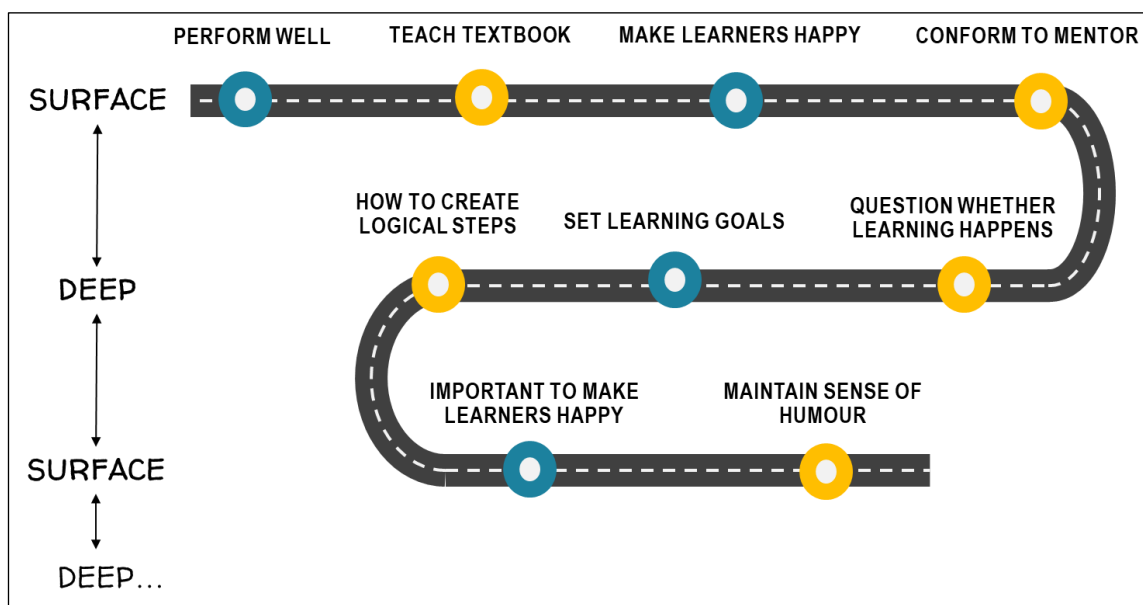 PERFORM WELL
TEACH TEXTBOOK
MAKE LEARNERS HAPPY
CONFORM TO MENTOR
SURFACE
HOW TO CREATE
LOGICAL STEPS
SET LEARNING GOALS
QUESTION WHETHER
LEARNING HAPPENS
DEEP
IMPORTANT TO MAKE
LEARNERS HAPPY
MAINTAIN SENSE OF
HUMOUR
SURFACE
DEEP...